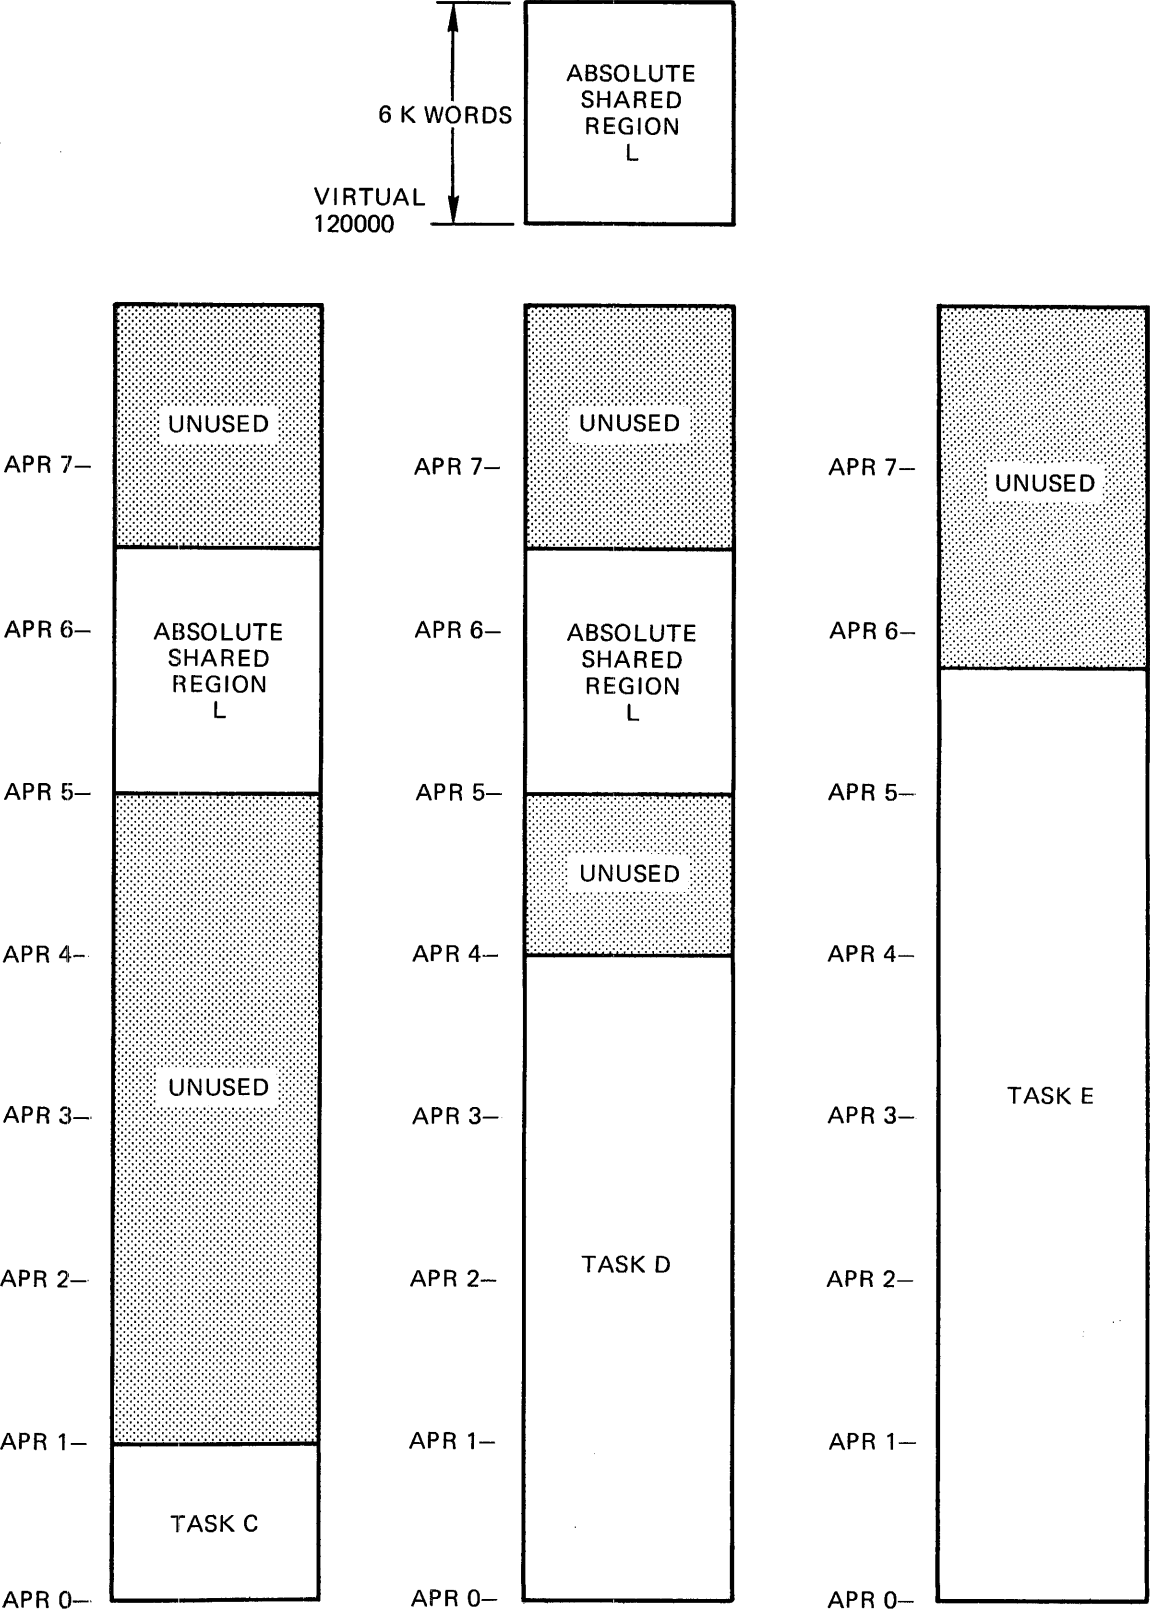 ABSOLUTE
SHARED
REGION
L
6 K WORDS
VIRTUAL
120000
UNUSED
APR 7–
APR 6–
ABSOLUTE
SHARED
REGION
L
APR 5–
APR 4–
UNUSED
APR 3–
APR 2–
APR 1–
TASK C
APR 0–
UNUSED
APR 7–
APR 6–
ABSOLUTE
SHARED
REGION
L
APR 5–
UNUSED
APR 4–
APR 3–
TASK D
APR 2–
APR 1–
APR 0–
APR 7–
UNUSED
APR 6–
APR 5–
APR 4–
TASK E
APR 3–
APR 2–
APR 1–
APR 0–